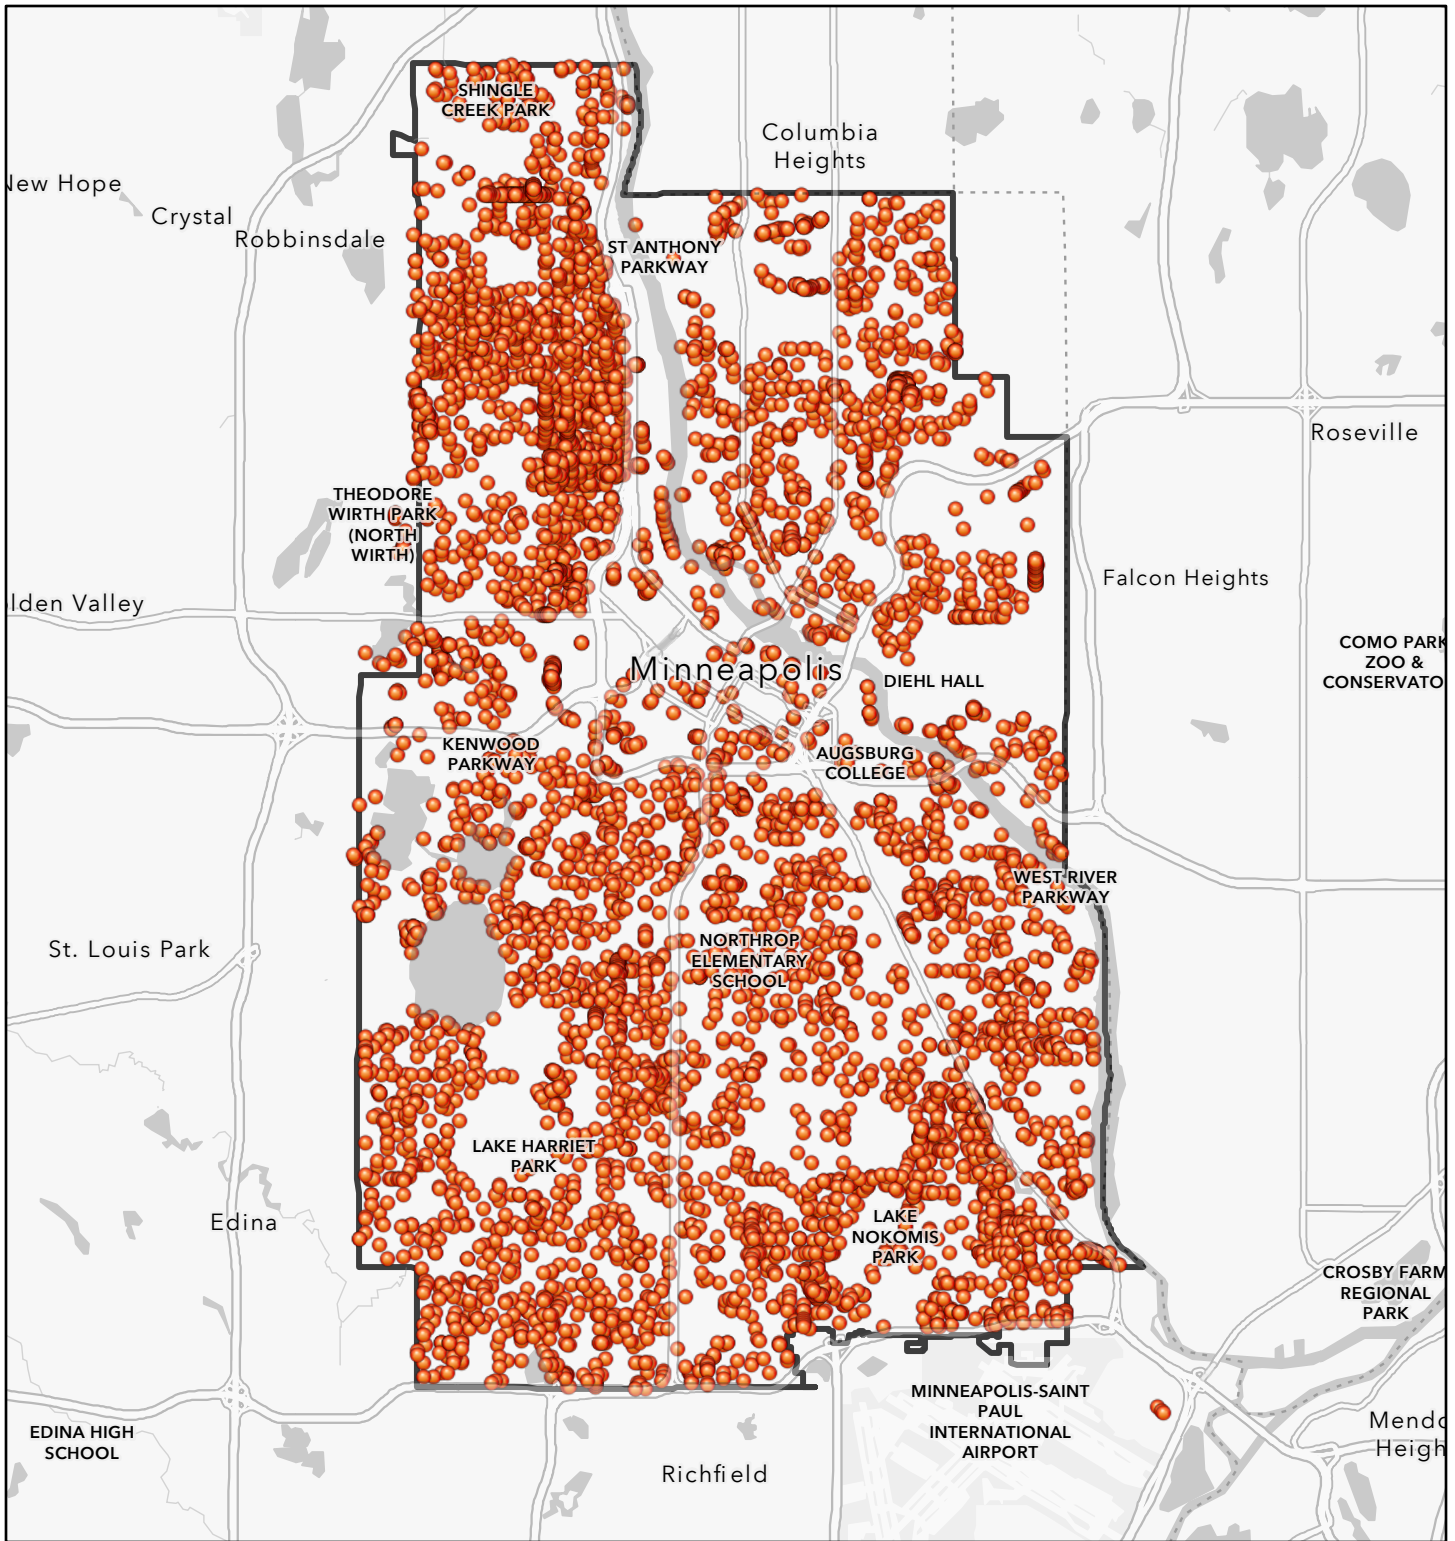 SHINGLE
CREEK PARK
Columbia
Heights
New Hope
Crystal
Robbinsdale
ST ANTHONY
PARKWAY
Roseville
THEODORE
WIRTH PARK
(NORTH
WIRTH)
Falcon Heights
lden Valley
COMO PARK
ZOO &
CONSERVATO
Minneapolis
DIEHL HALL
KENWOOD
PARKWAY
AUGSBURG
COLLEGE
WEST RIVER
PARKWAY
St. Louis Park
NORTHROP
ELEMENTARY
SCHOOL
LAKE HARRIET
PARK
Edina
LAKE
NOKOMIS
PARK
CROSBY FARM
REGIONAL
PARK
MINNEAPOLIS-SAINT
PAUL
INTERNATIONAL
AIRPORT
EDINA HIGH
SCHOOL
Mendo
Heigh
Richfield